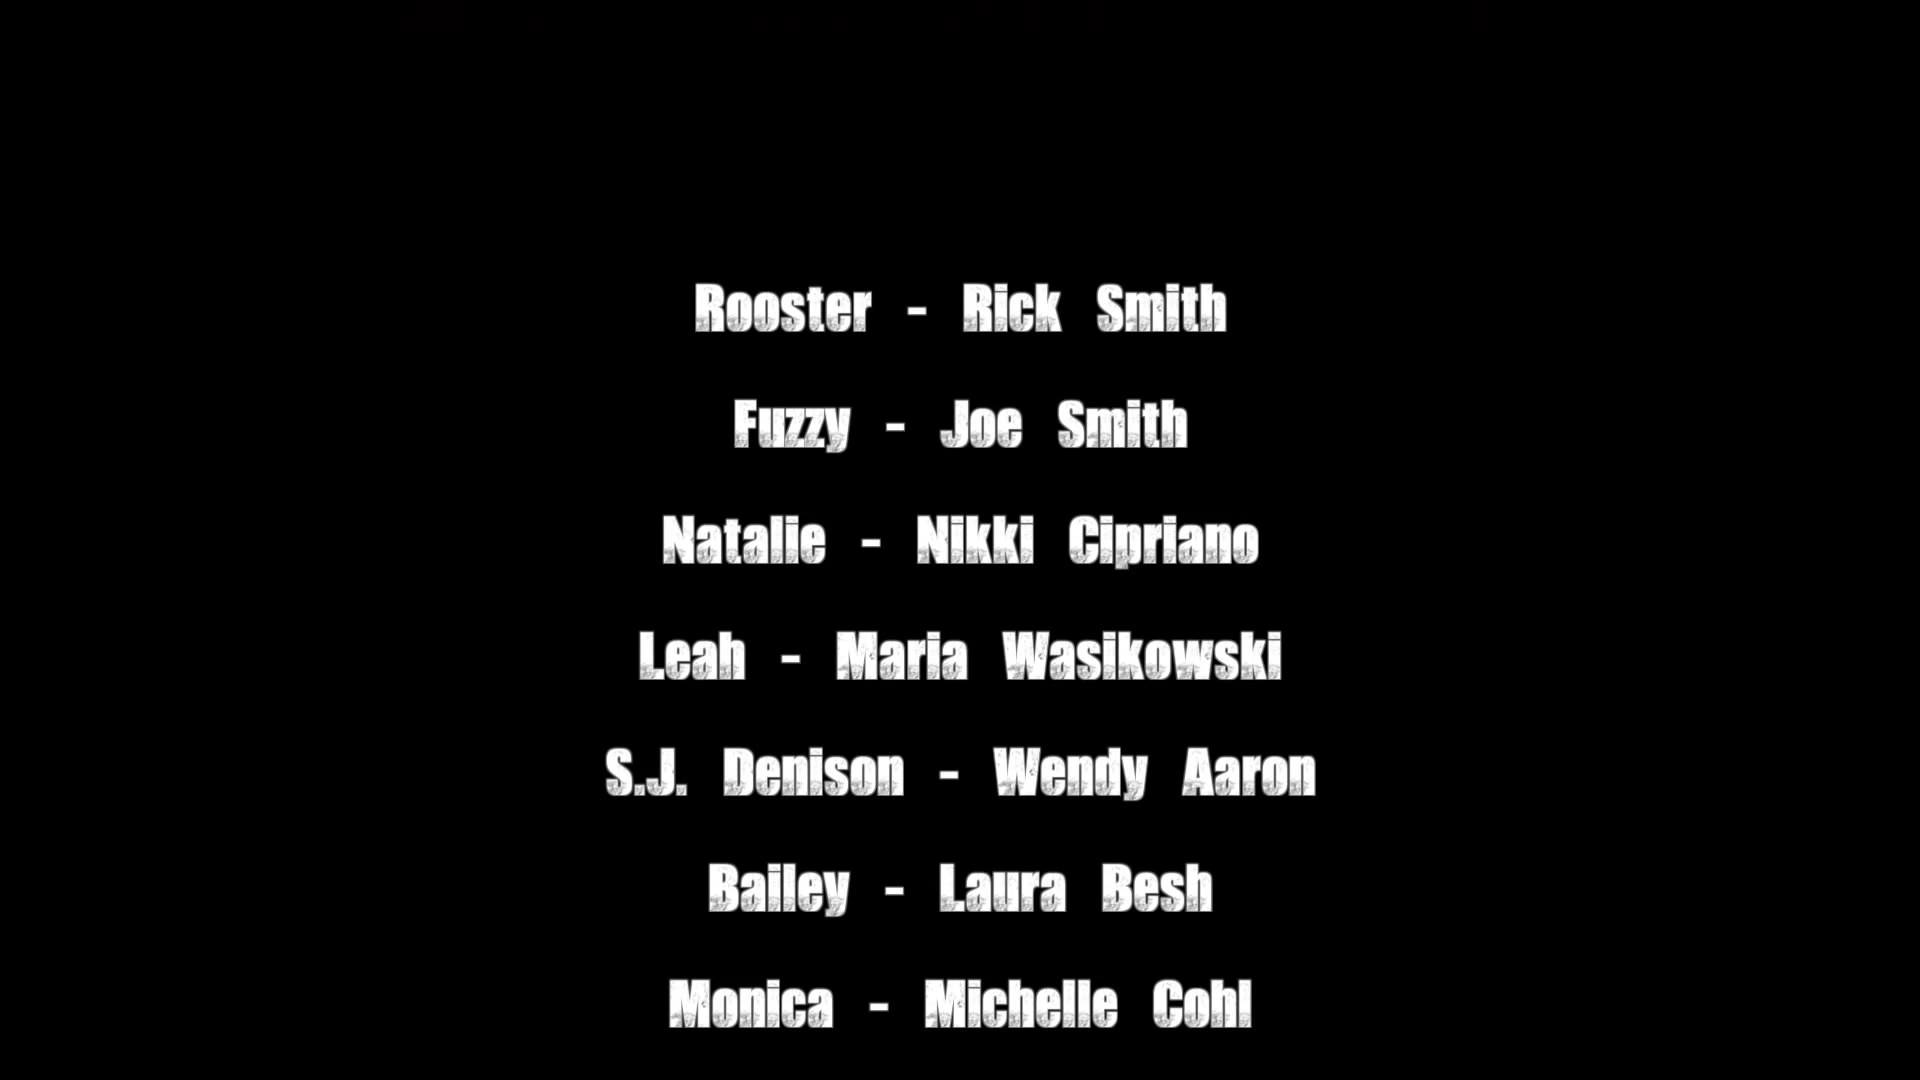 Rooster - Rick Smith
Fuzzy - Joe Smith
Natalie - Nikki Cipriano
Leah - Maria Wasikowski
S.J. Denison - Wendy Aaron
Bailey - Laura Besh
Monica - Michelle Cohl